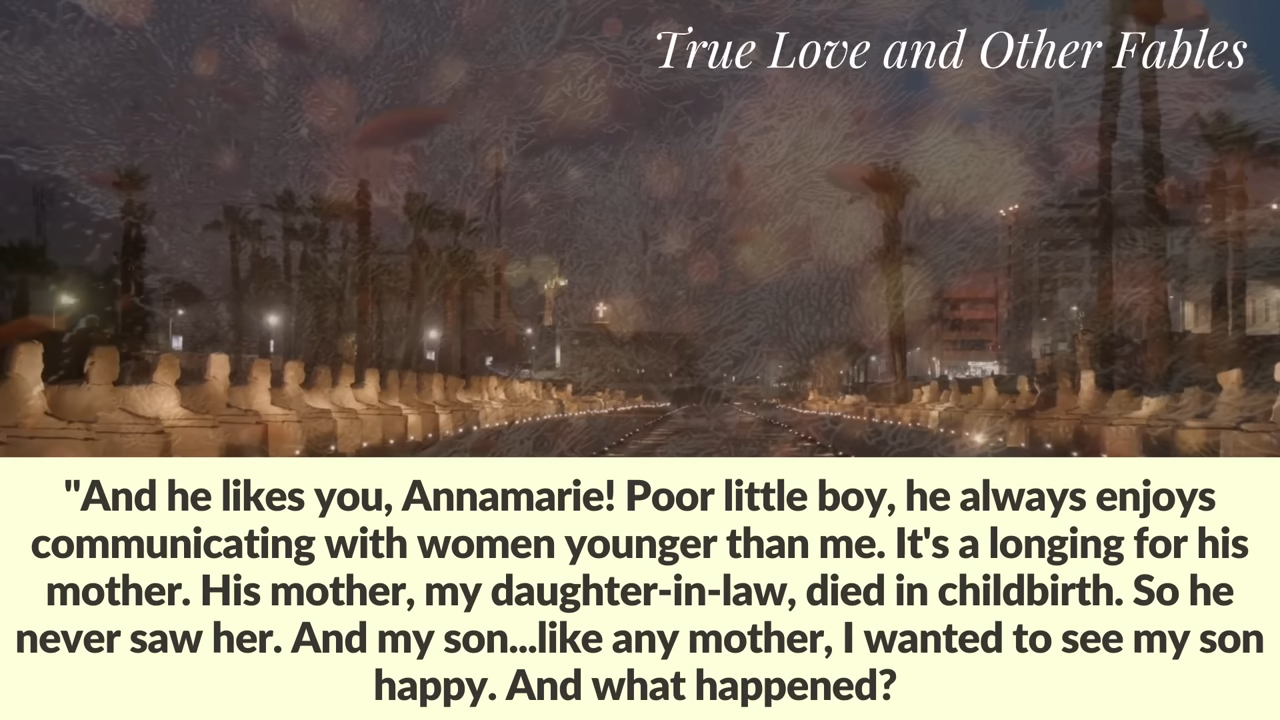 True Love and Other Fables
"And he likes you, Annamarie! Poor little boy, he always enjoys
communicating with women younger than me. It's a longing for his
mother. His mother, my daughter-in-law, died in childbirth. So he
never saw her. And my son...like any mother, I wanted to see my son
happy. And what happened?